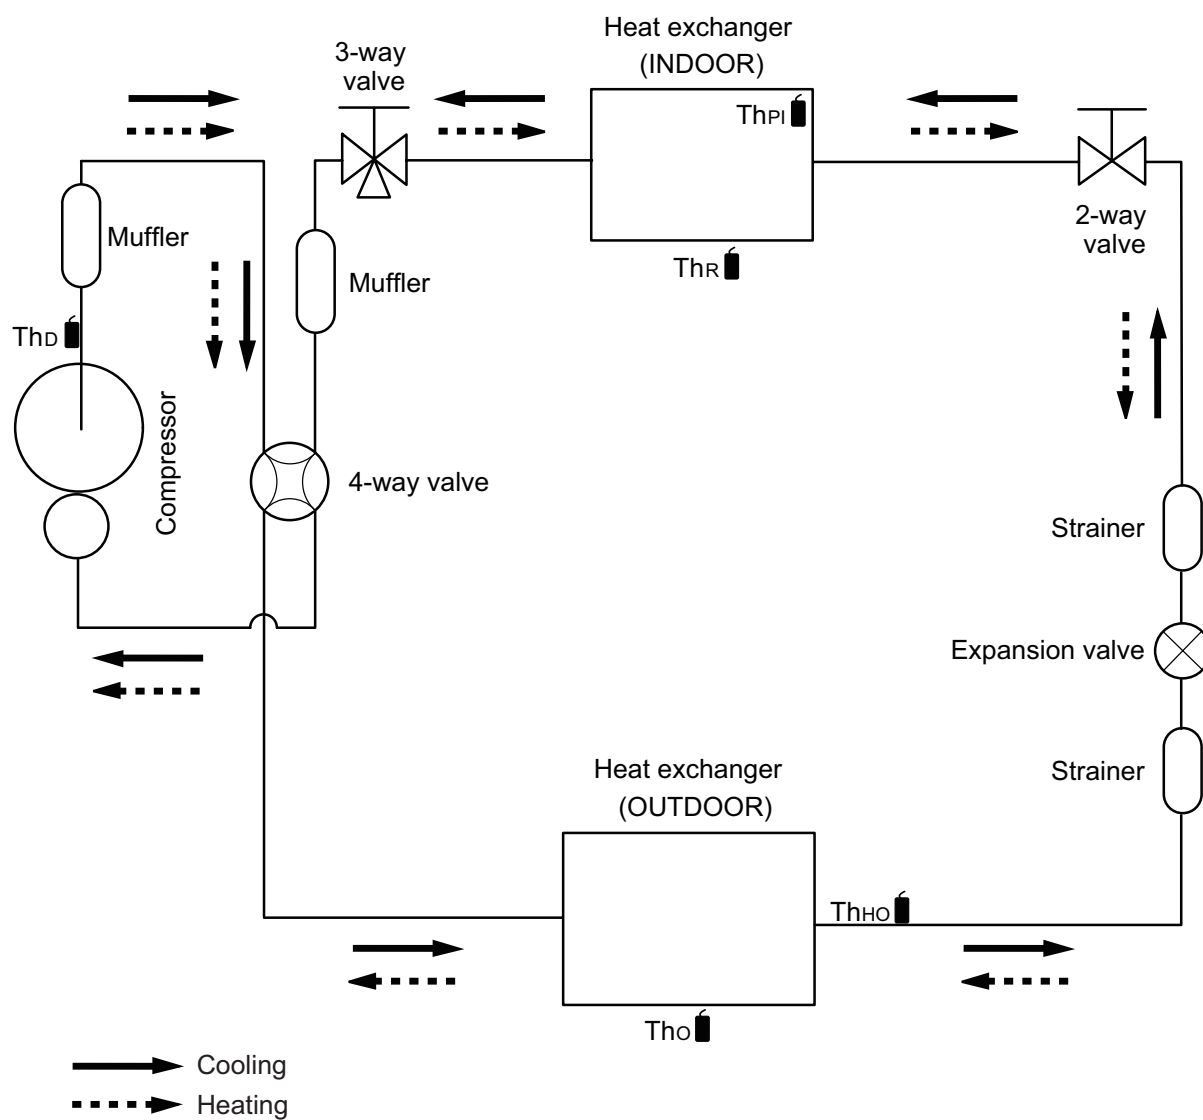 Heat exchanger
(INDOOR)
3-way
valve
ThPI
2-way
valve
Muffler
ThR
Muffler
ThD
Compressor
4-way valve
Strainer
Expansion valve
Strainer
Heat exchanger
(OUTDOOR)
ThHO
ThO
Cooling
Heating